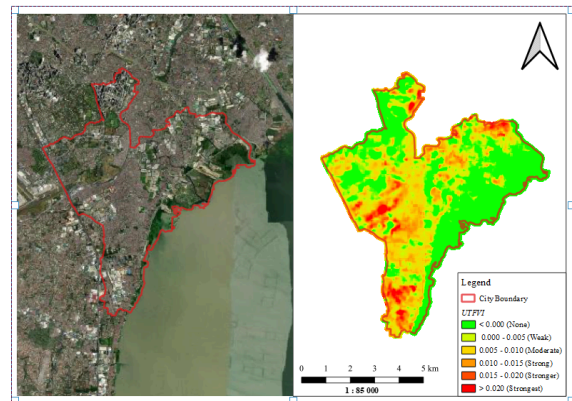 Legend
City Boundary
UTFVI
< 0.000 (None)
0.000 - 0.005 (Weak)
0.005 - 0.010 (Moderate)
0.010 - 0.015 (Strong)
0.015 - 0.020 (Stronger)
> 0.020 (Strongest)
0 1 2 3 4 5 km
1 : 85 000